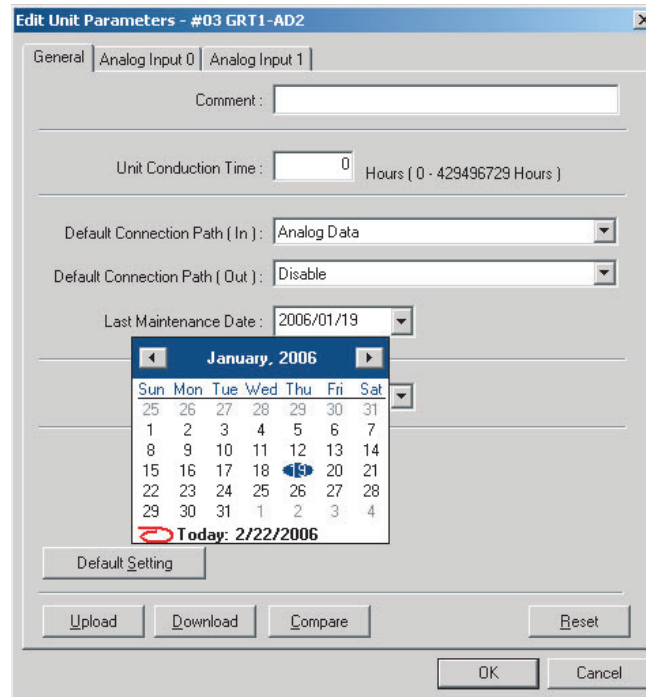 Edit Unit Parameters - #03 GRT1-AD2
General Analog Input 0 Analog Input 1
Comment :
Unit Conduction Time : 0 Hours ( 0 - 429496729 Hours )
Default Connection Path ( In ) : Analog Data
Default Connection Path ( Out ) : Disable
Last Maintenance Date : 2006/01/19
January, 2006
Sun Mon Tue Wed Thu Fri Sat
25 26 27 28 29 30 31
1 2 3 4 5 6 7
8 9 10 11 12 13 14
15 16 17 18 19 20 21
22 23 24 25 26 27 28
29 30 31 1 2 3 4
Today: 2/22/2006
Default Setting
Upload Download Compare Reset
OK Cancel